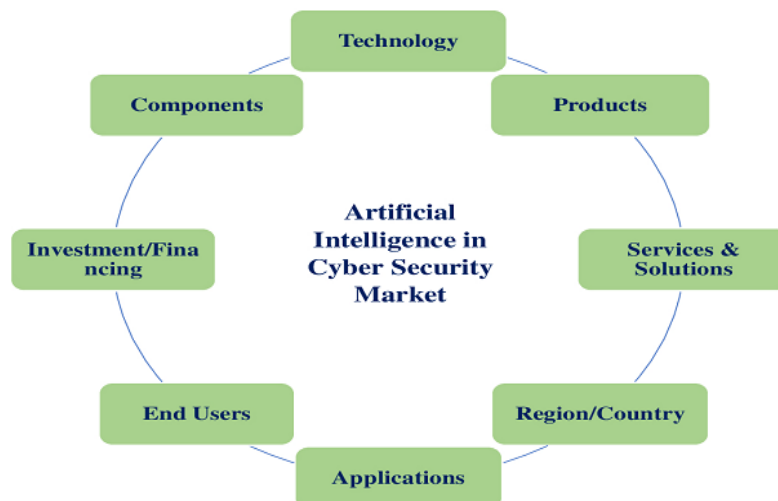 Technology
Components
Products
Artificial
Intelligence in
Cyber Security
Market
Investment/Fina
ncing
Services &
Solutions
End Users
Region/Country
Applications